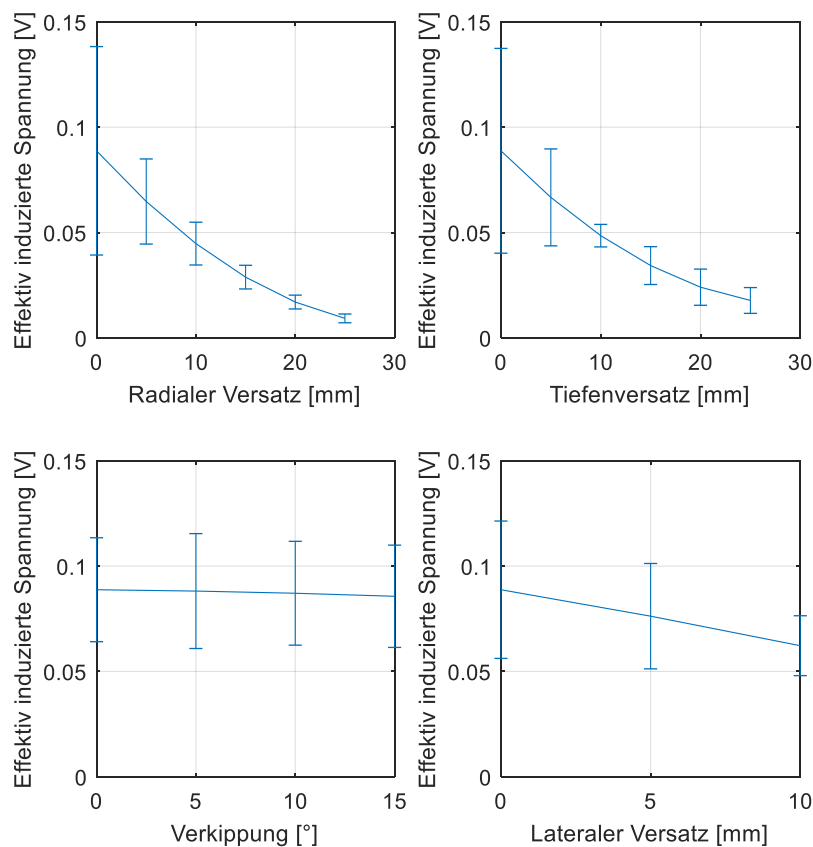 Effektiv induzierte Spannung [V]
0.15
0.1
0.05
0
0 10 20 30
Radialer Versatz [mm]
Effektiv induzierte Spannung [V]
0.15
0.1
0.05
0
0 10 20 30
Tiefenversatz [mm]
Effektiv induzierte Spannung [V]
0.15
0.1
0.05
0
0 5 10 15
Verkippung [°]
Effektiv induzierte Spannung [V]
0.15
0.1
0.05
0
0 5 10
Lateraler Versatz [mm]